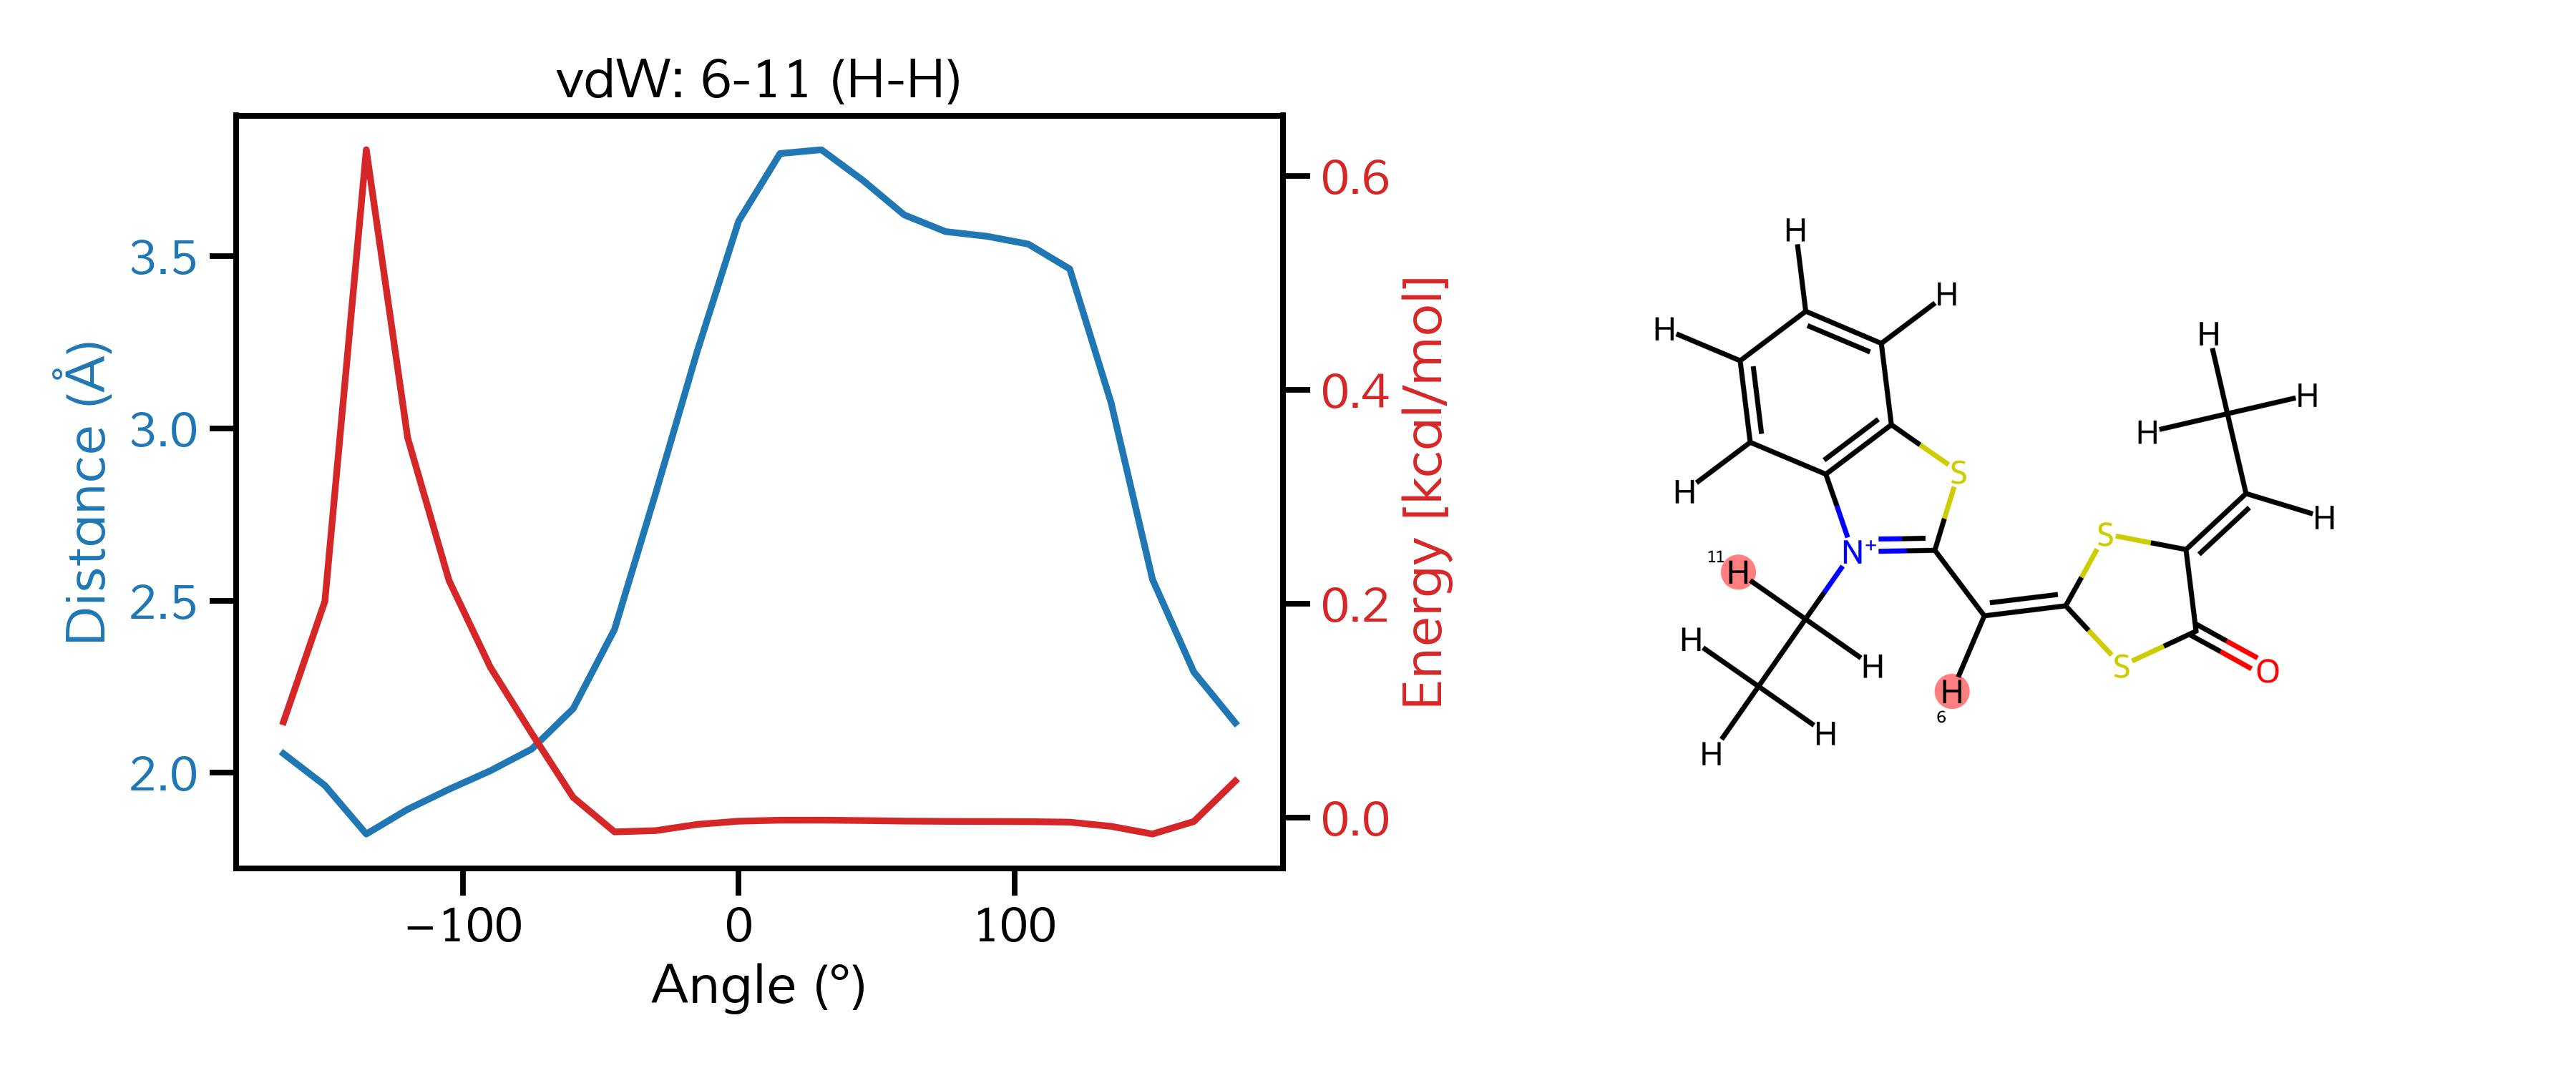 vdW: 6-11 (H-H)
Distance (Å)
3.5
3.0
2.5
2.0
0.6
0.4
0.2
0.0
Energy [kcal/mol]
−100 0 100
Angle (°)
H
H
H
H
H
H
H
S
H
S
H
N⁺
11
H
H
H
S
O
H
6
H
H